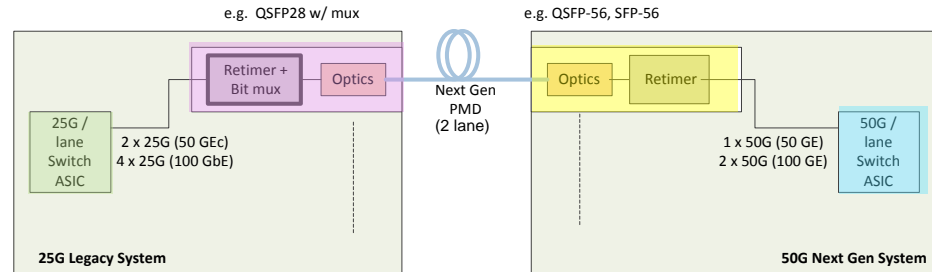 e.g. QSFP28 w/ mux
e.g. QSFP-56, SFP-56
Retimer +
Bit mux
Optics
Next Gen
PMD
(2 lane)
Optics
Retimer
25G /
lane
Switch
ASIC
2 x 25G (50 GEc)
4 x 25G (100 GbE)
1 x 50G (50 GE)
2 x 50G (100 GE)
50G /
lane
Switch
ASIC
25G Legacy System
50G Next Gen System